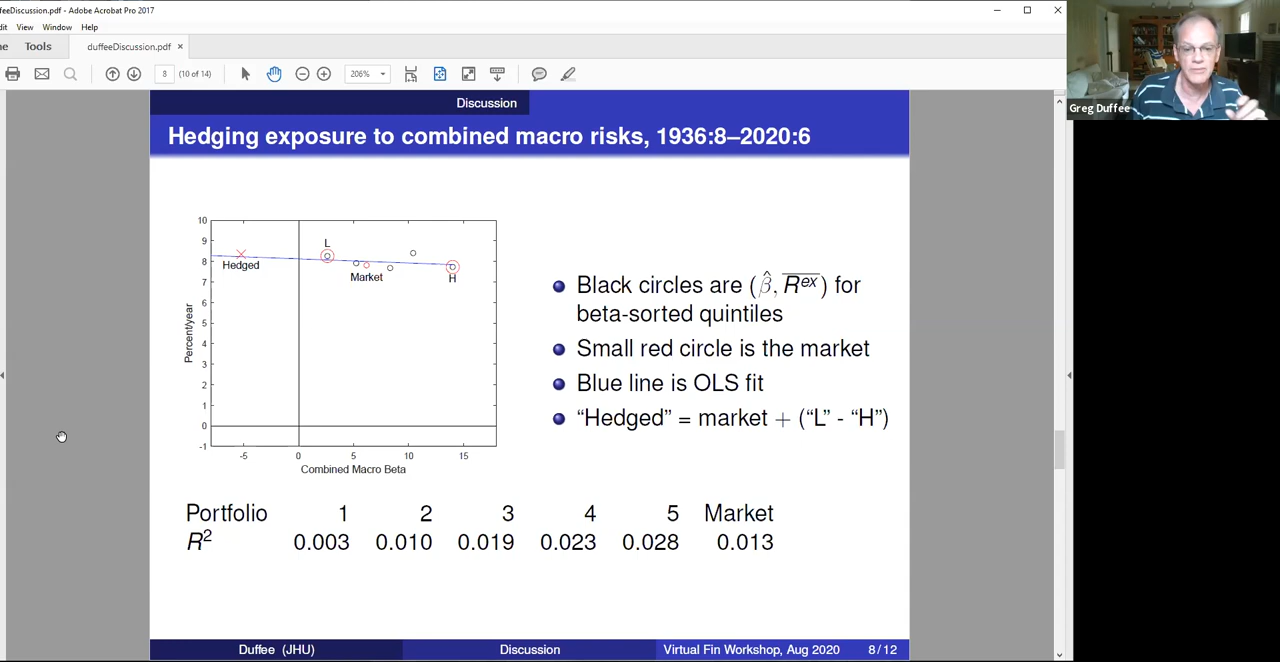 feeDiscussion.pdf - Adobe Acrobat Pro 2017
dit View Window Help
ne Tools duffeeDiscussion.pdf ×
8 (10 of 14) 206%
Greg Duffee
Discussion
Hedging exposure to combined macro risks, 1936:8–2020:6
10
9
8
7
6
5
4
3
2
1
0
-1
Percent/year
Hedged
L
Market
H
-5 0 5 10 15
Combined Macro Beta
Black circles are (β̂, R̅ᵉˣ) for
beta-sorted quintiles
Small red circle is the market
Blue line is OLS fit
“Hedged” = market + (“L” - “H”)
Portfolio 1 2 3 4 5 Market
R² 0.003 0.010 0.019 0.023 0.028 0.013
Duffee (JHU) Discussion Virtual Fin Workshop, Aug 2020 8/12